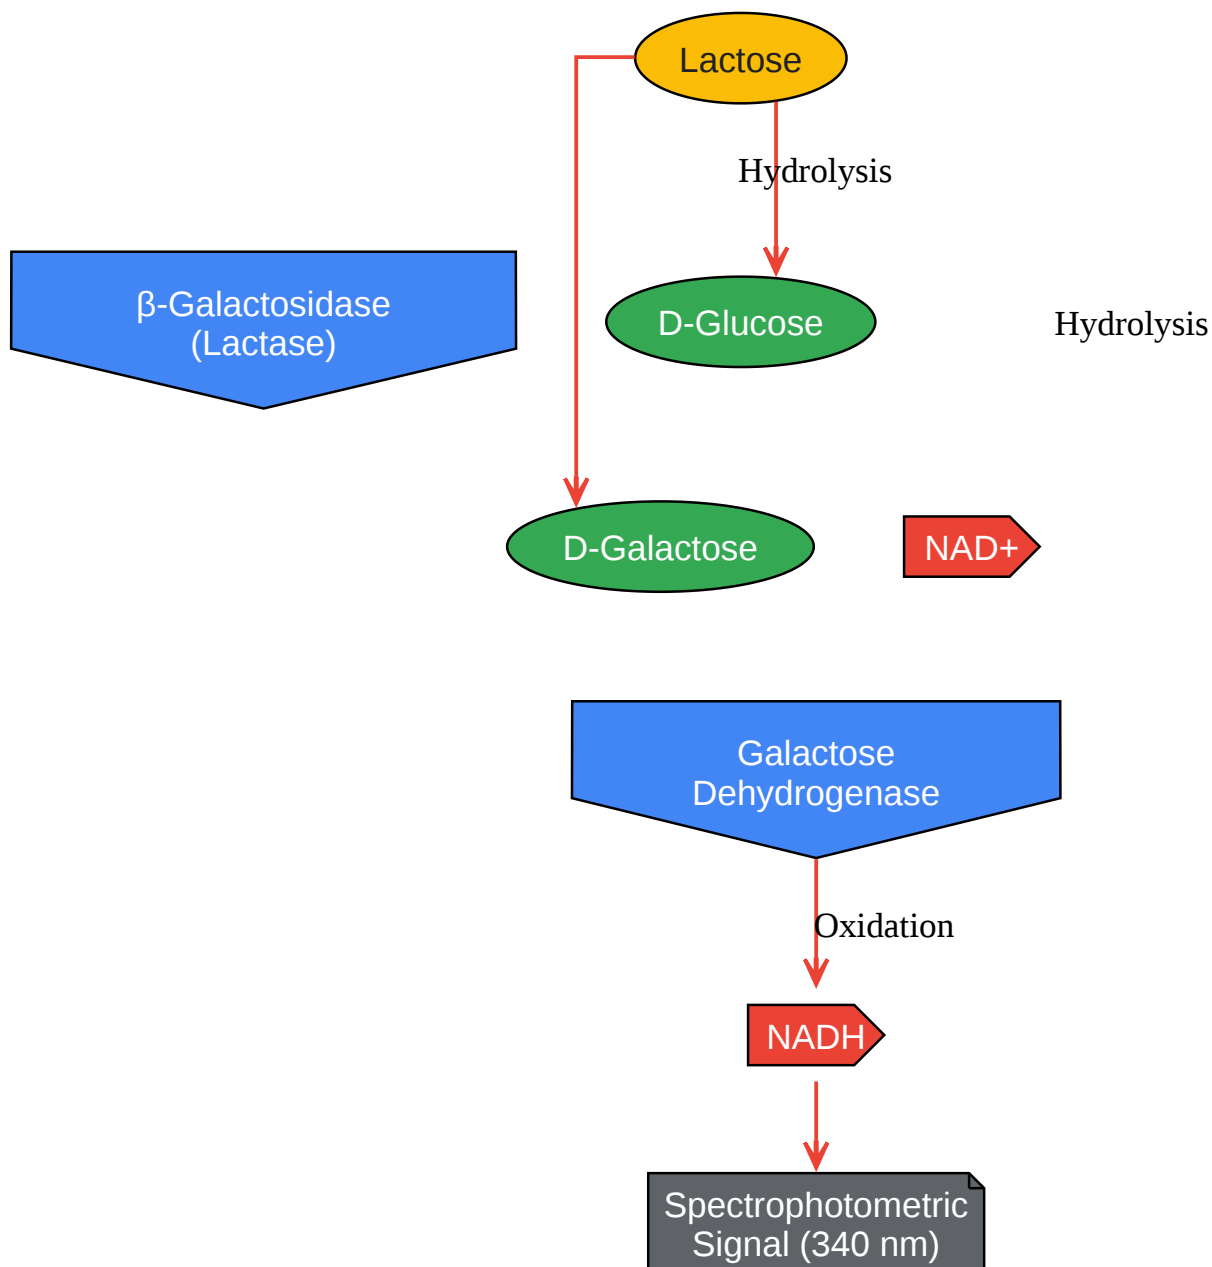 Lactose
Hydrolysis
β-Galactosidase
(Lactase)
D-Glucose
Hydrolysis
D-Galactose
NAD+
Galactose
Dehydrogenase
Oxidation
NADH
Spectrophotometric
Signal (340 nm)